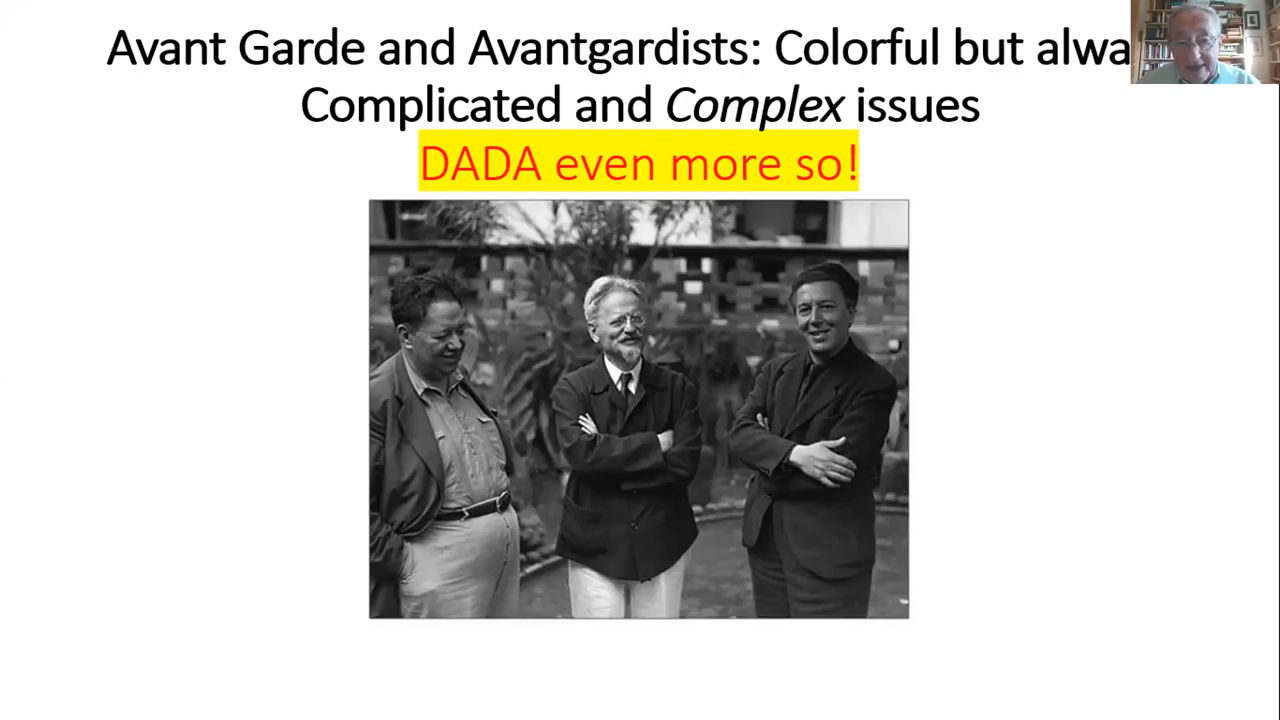 Avant Garde and Avantgardists: Colorful but alwa
Complicated and Complex issues
DADA even more so!